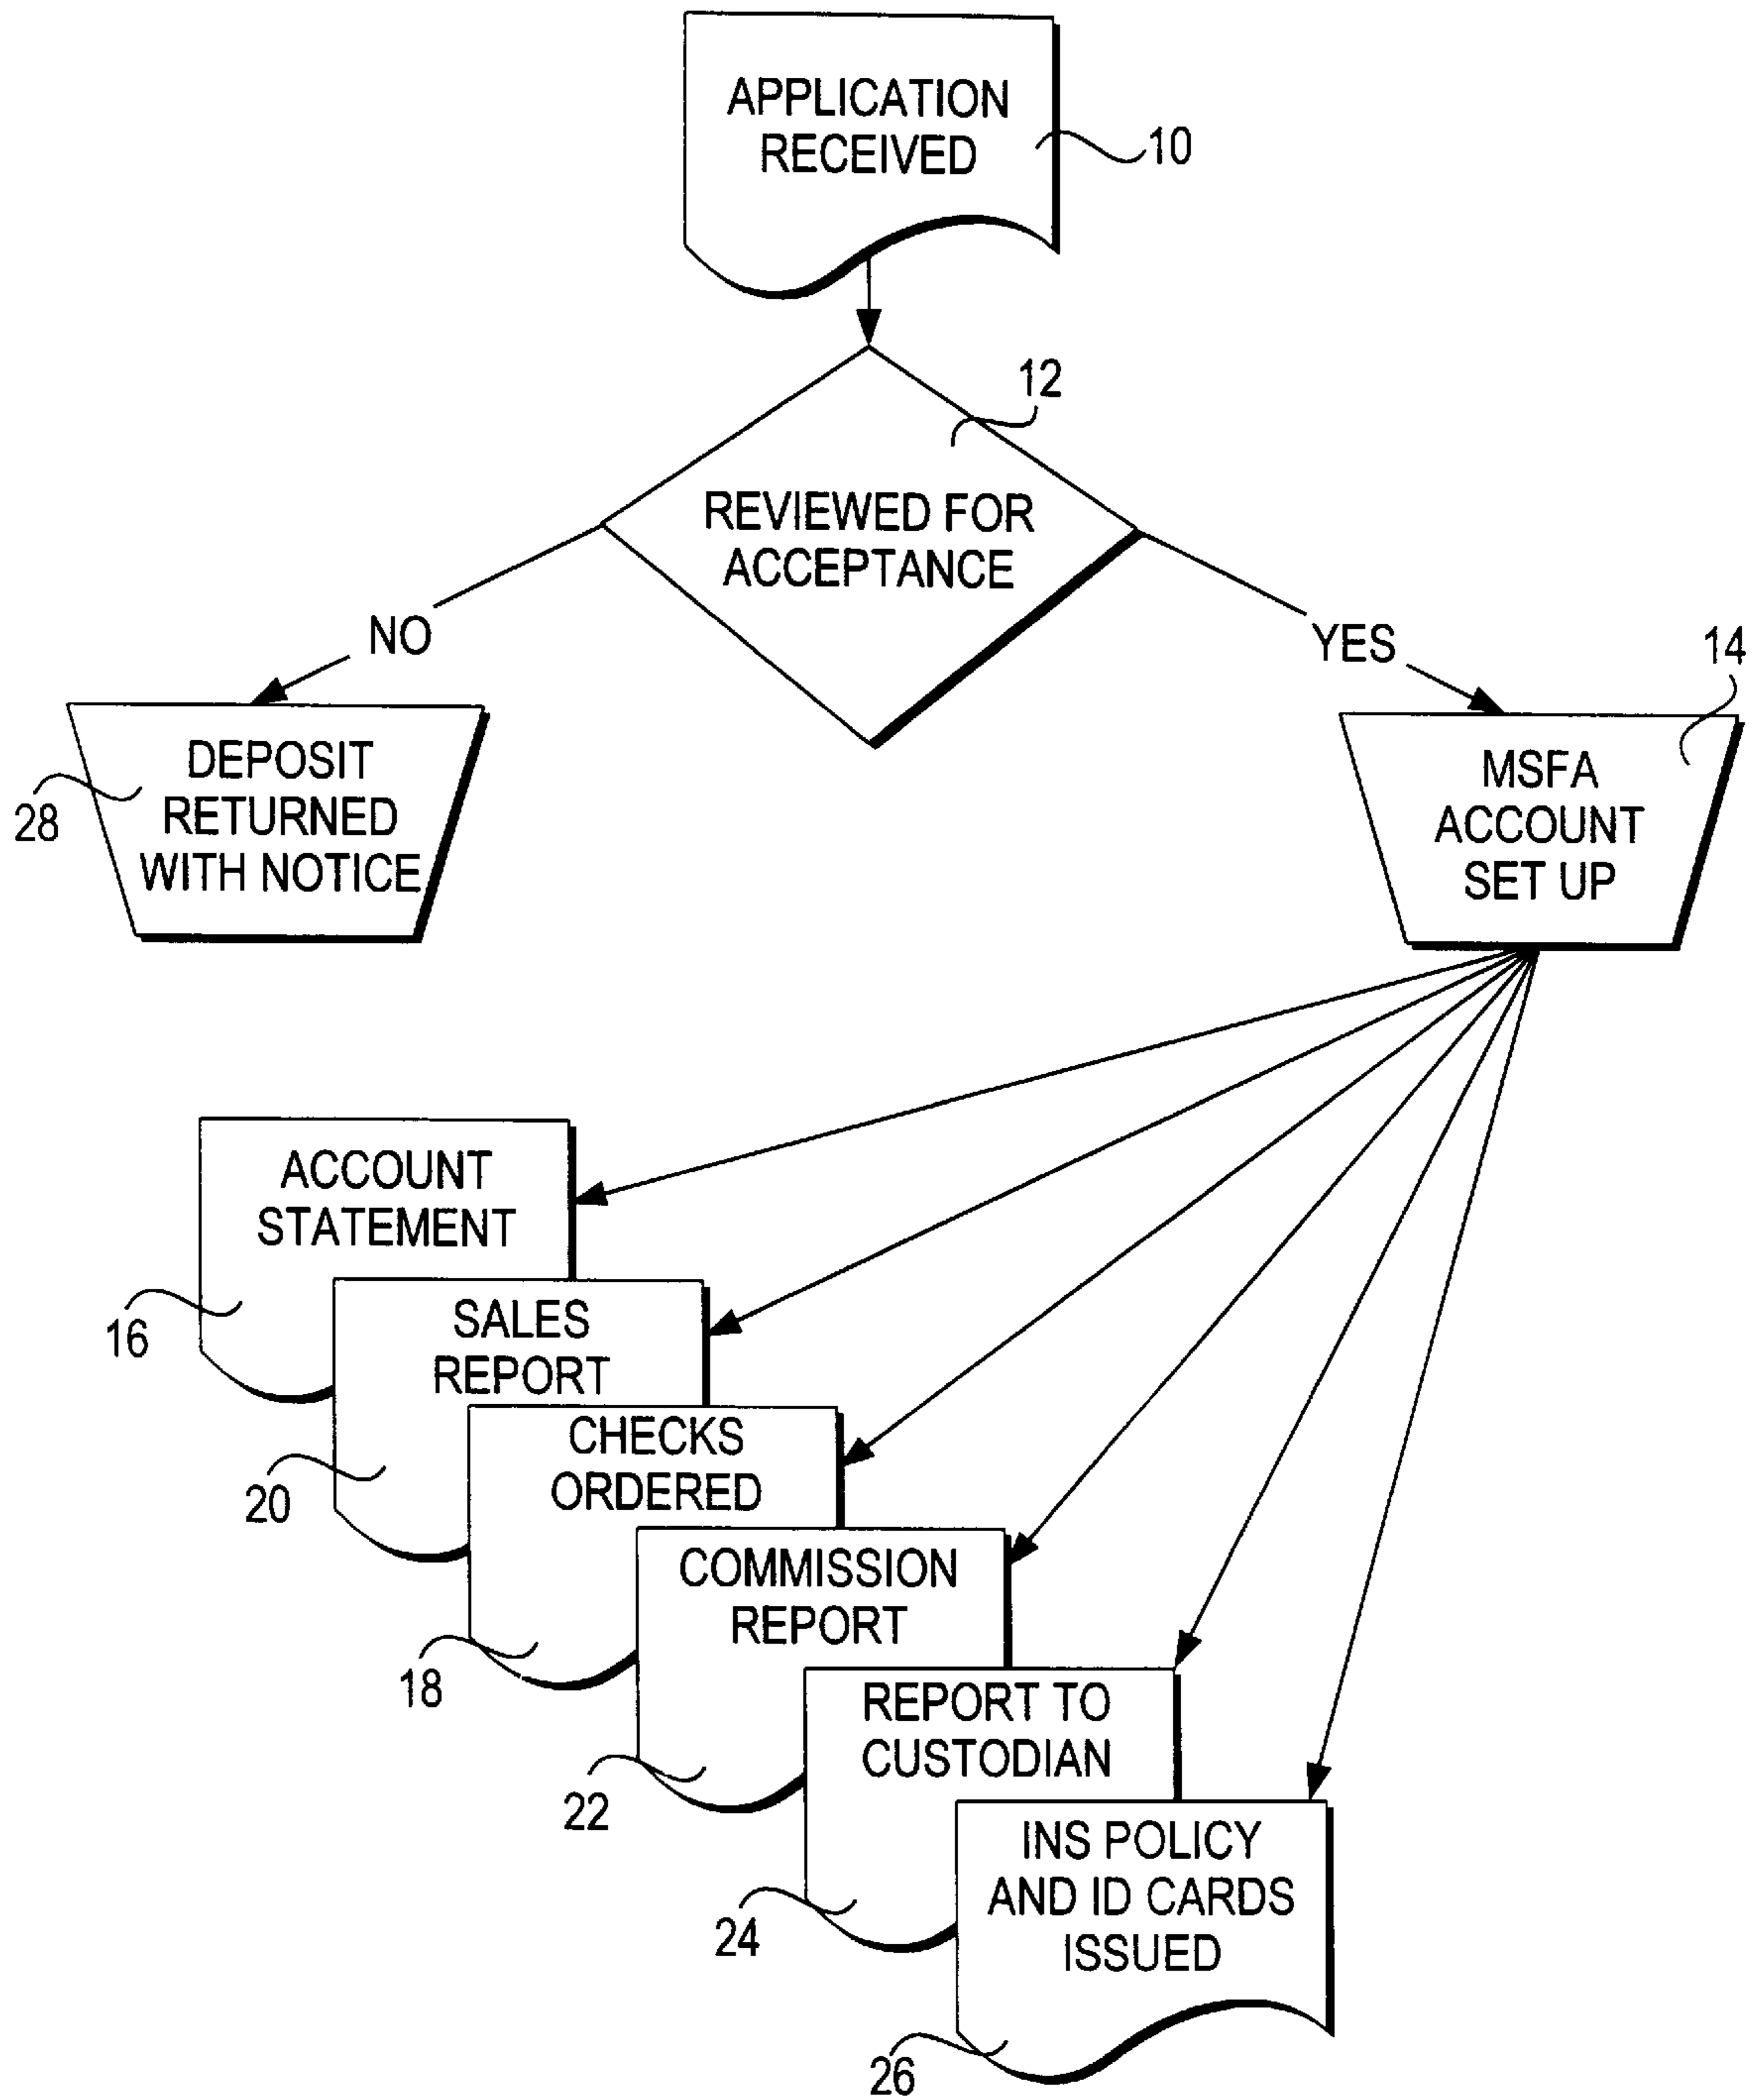 APPLICATION
RECEIVED
10
12
REVIEWED FOR
ACCEPTANCE
NO
YES
14
DEPOSIT
RETURNED
WITH NOTICE
28
MSFA
ACCOUNT
SET UP
ACCOUNT
STATEMENT
16
SALES
REPORT
20
CHECKS
ORDERED
18
COMMISSION
REPORT
22
REPORT TO
CUSTODIAN
24
INS POLICY
AND ID CARDS
ISSUED
26